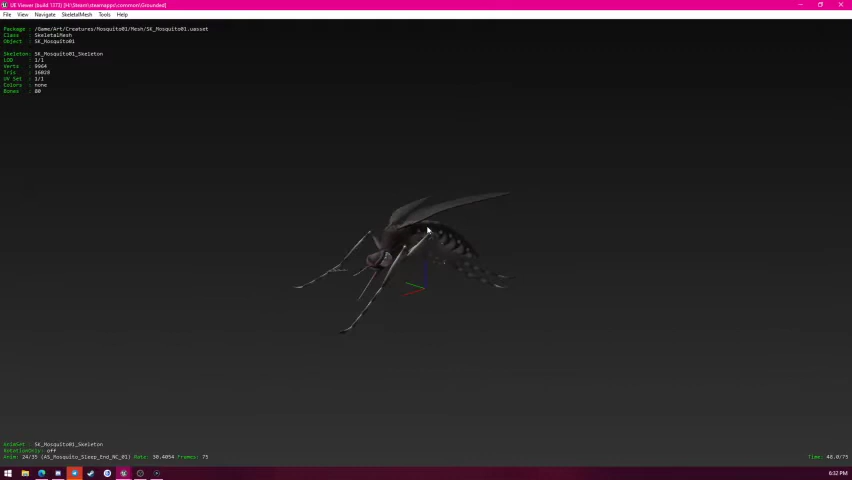 UE Viewer [build 1373] [H:\Steam\steamapps\common\Grounded]
File View Navigate SkeletalMesh Tools Help
Package : /Game/Art/Creatures/Mosquito01/Mesh/SK_Mosquito01.uasset
Class : SkeletalMesh
Object : SK_Mosquito01
Skeleton: SK_Mosquito01_Skeleton
LOD : 1/1
Verts : 9964
Tris : 16028
UV Set : 1/1
Colors : none
Bones : 80
AnimSet : SK_Mosquito01_Skeleton
RotationOnly: off
Anim: 24/35 (AS_Mosquito_Sleep_End_NC_01) Rate: 30.4054 Frames: 75
Time: 48.0/75
6:32 PM